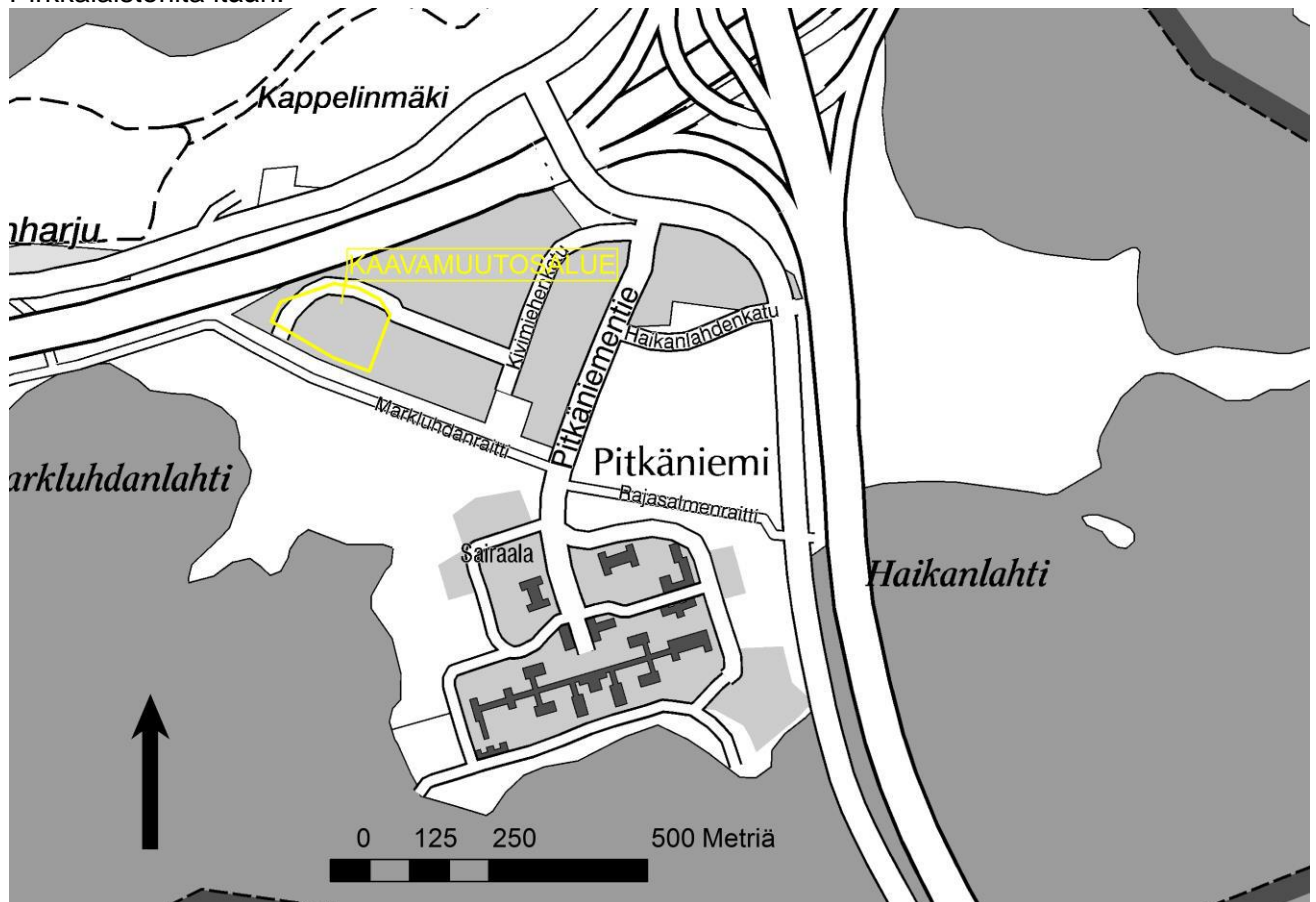 Kappelinmäki
nharju
KAAVAMUUTOSALUE
Kivimiehenkatu
Pitkäniementie
Haikanlahdenkatu
Markluhdanraitti
Pitkäniemi
arkluhdanlahti
Rajasalmenraitti
Sairaala
Haikanlahti
0 125 250 500 Metriä